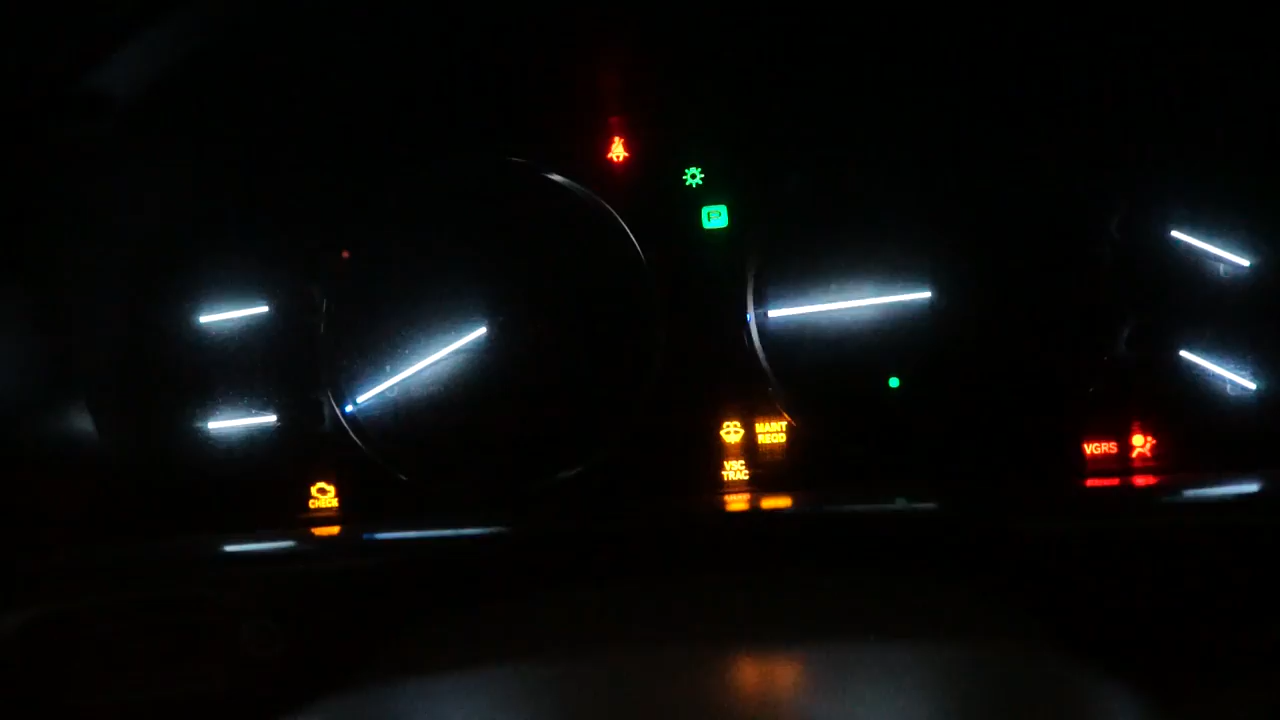 P
MAINT
REQD
VSC
TRAC
VGRS
CHECK